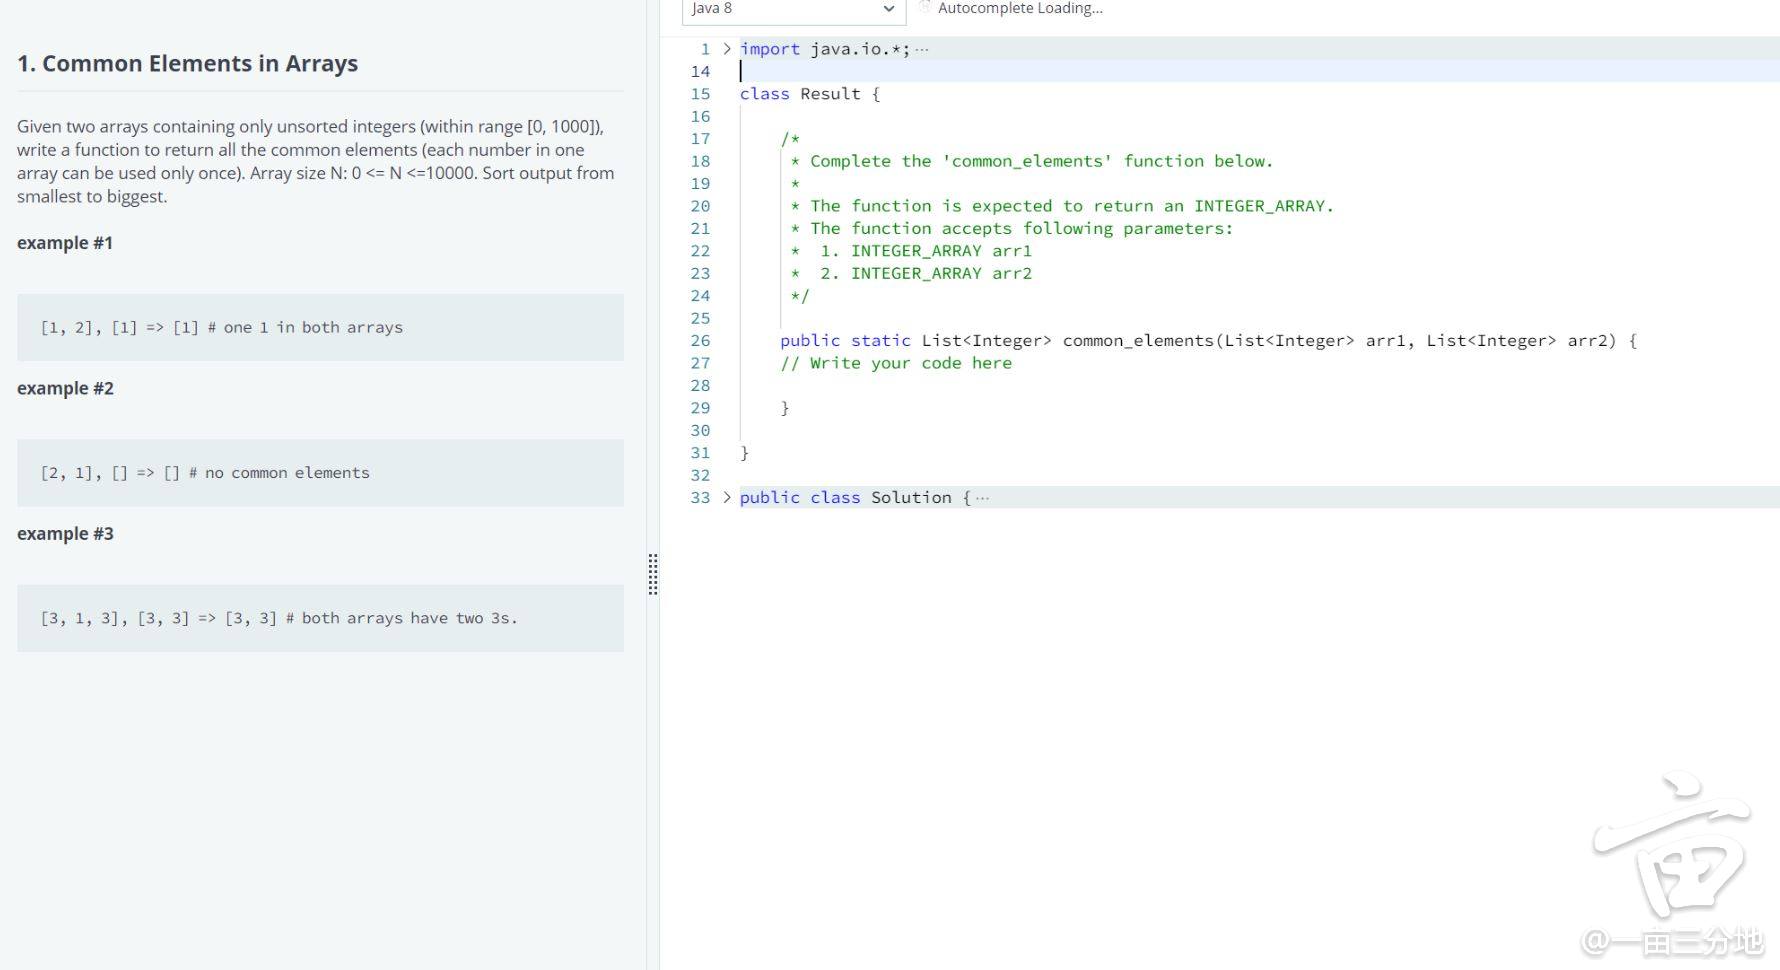 1. Common Elements in Arrays
Given two arrays containing only unsorted integers (within range [0, 1000]),
write a function to return all the common elements (each number in one
array can be used only once). Array size N: 0 <= N <=10000. Sort output from
smallest to biggest.
example #1
[1, 2], [1] => [1] # one 1 in both arrays
example #2
[2, 1], [] => [] # no common elements
example #3
[3, 1, 3], [3, 3] => [3, 3] # both arrays have two 3s.
Java 8
Autocomplete Loading...
1 > import java.io.*; ···
14
15 class Result {
16
17 /*
18 * Complete the 'common_elements' function below.
19 *
20 * The function is expected to return an INTEGER_ARRAY.
21 * The function accepts following parameters:
22 * 1. INTEGER_ARRAY arr1
23 * 2. INTEGER_ARRAY arr2
24 */
25
26 public static List<Integer> common_elements(List<Integer> arr1, List<Integer> arr2) {
27 // Write your code here
28
29 }
30
31 }
32
33 > public class Solution { ···
亩
@一亩三分地